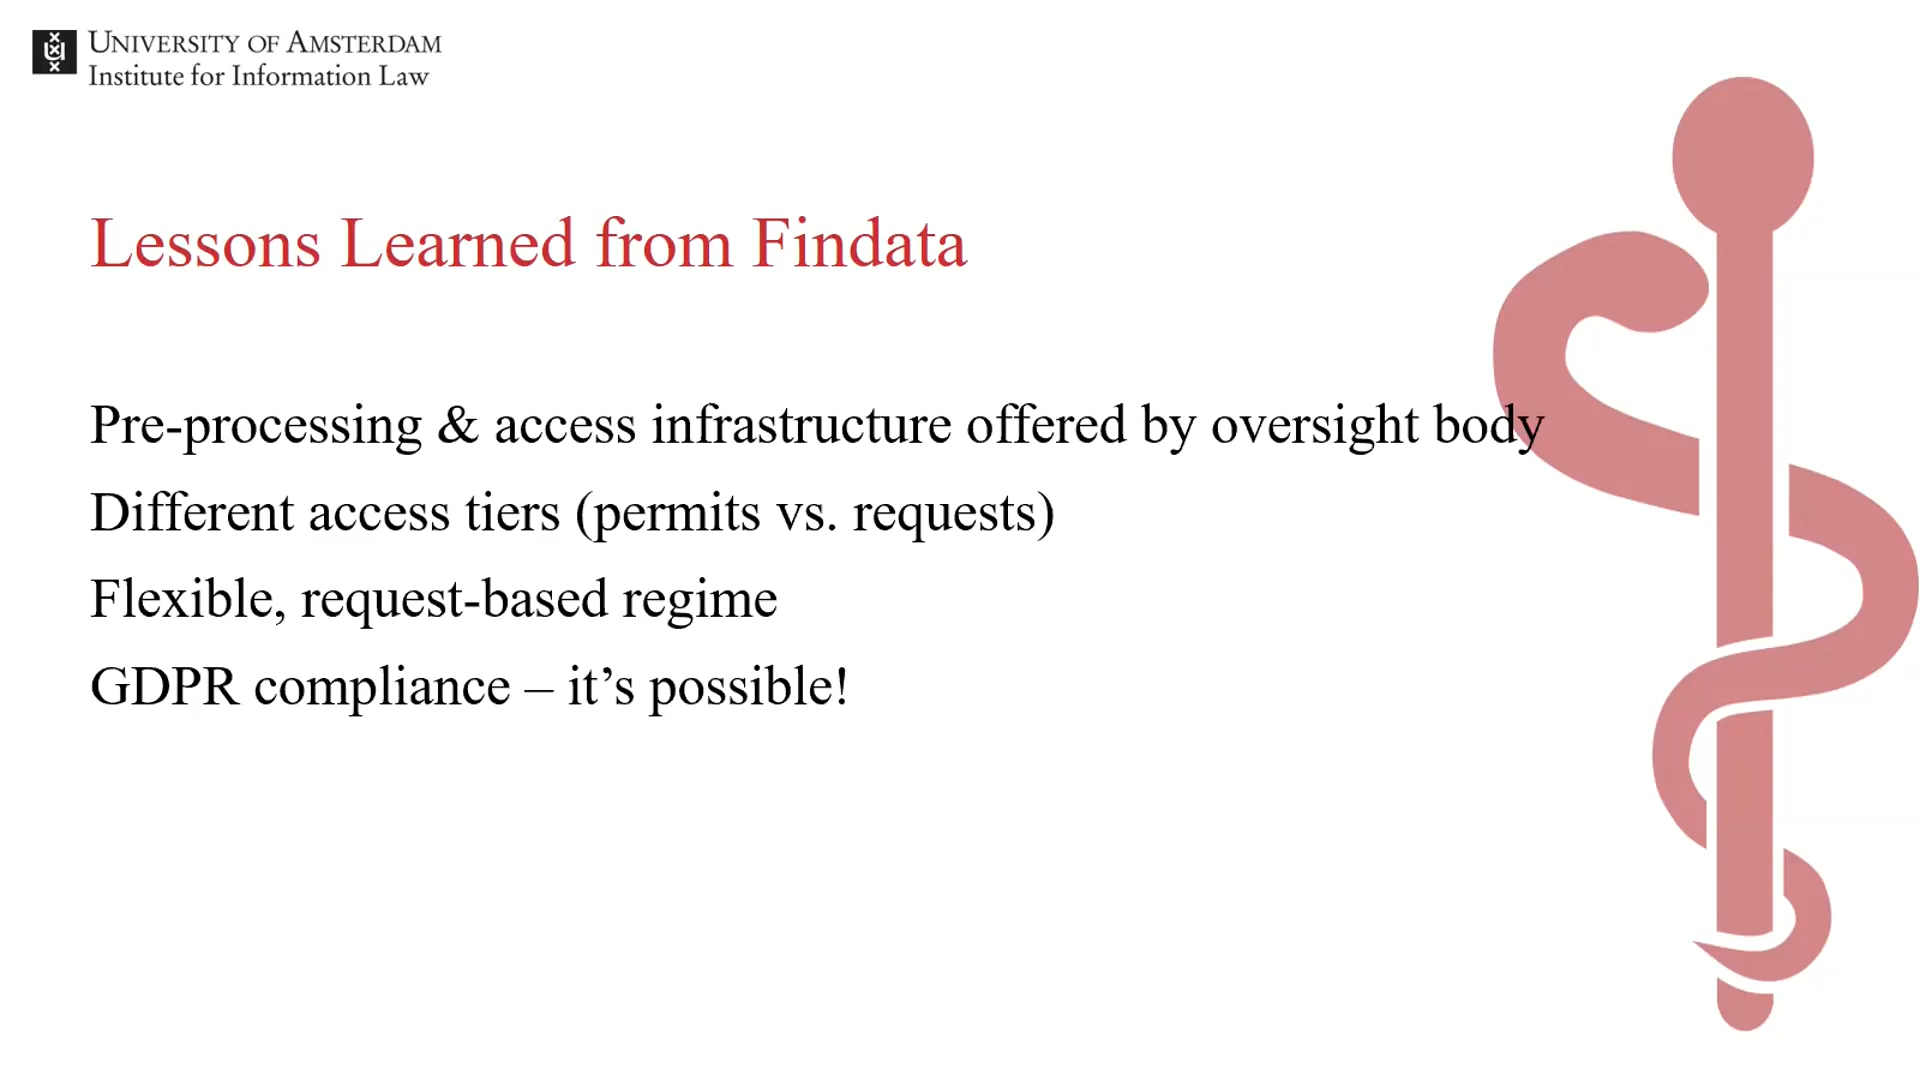 UNIVERSITY OF AMSTERDAM
Institute for Information Law
Lessons Learned from Findata
Pre-processing & access infrastructure offered by oversight body
Different access tiers (permits vs. requests)
Flexible, request-based regime
GDPR compliance – it’s possible!